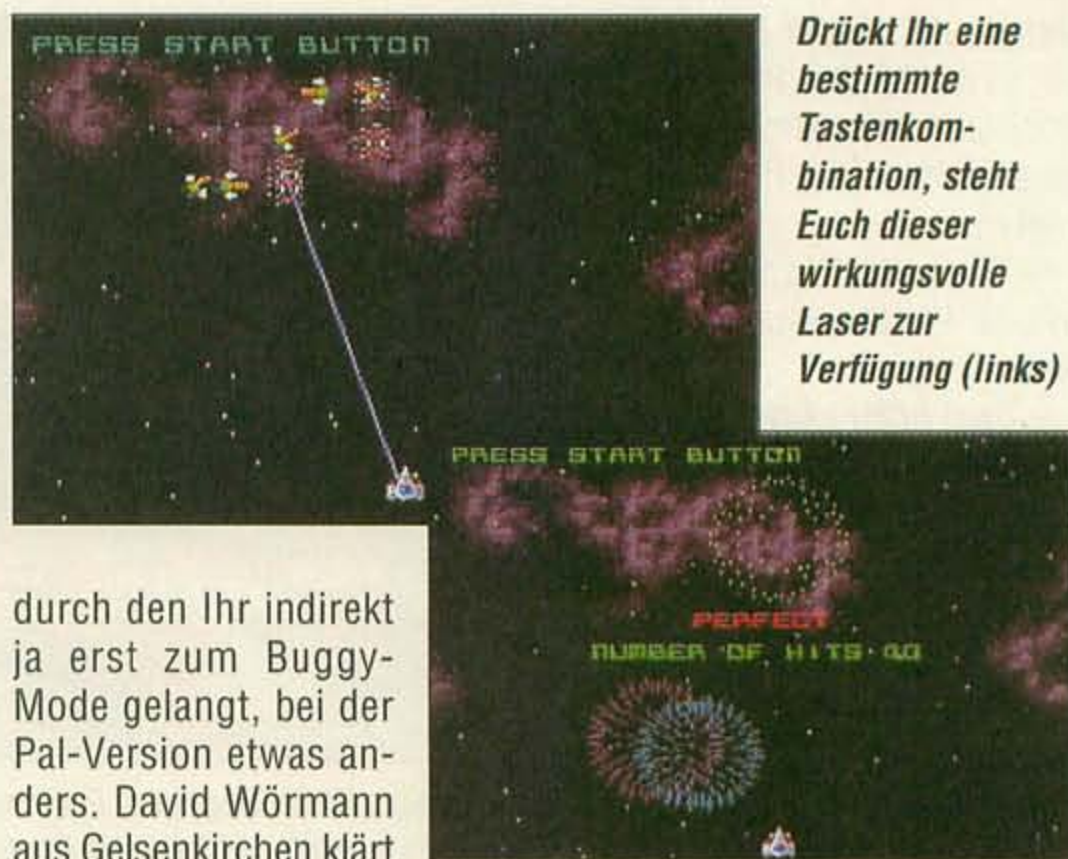 PRESS START BUTTON
Drückt Ihr eine
bestimmte
Tastenkom-
bination, steht
Euch dieser
wirkungsvolle
Laser zur
Verfügung (links)
PRESS START BUTTON
PERFECT
NUMBER OF HITS 40
durch den Ihr indirekt
ja erst zum Buggy-
Mode gelangt, bei der
Pal-Version etwas an-
ders. David Wörmann
aus Gelsenkirchen klärt